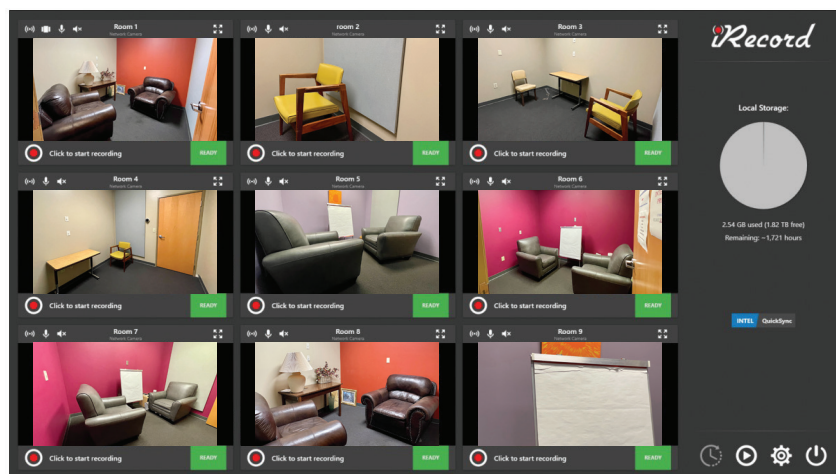 Room 1
Network Camera
Click to start recording
READY
room 2
Network Camera
Click to start recording
READY
Room 3
Network Camera
Click to start recording
READY
iRecord
Local Storage:
2.54 GB used (1.82 TB free)
Remaining: ~1,721 hours
INTEL QuickSync
Room 4
Network Camera
Click to start recording
READY
Room 5
Network Camera
Click to start recording
READY
Room 6
Network Camera
Click to start recording
READY
Room 7
Network Camera
Click to start recording
READY
Room 8
Network Camera
Click to start recording
READY
Room 9
Network Camera
Click to start recording
READY